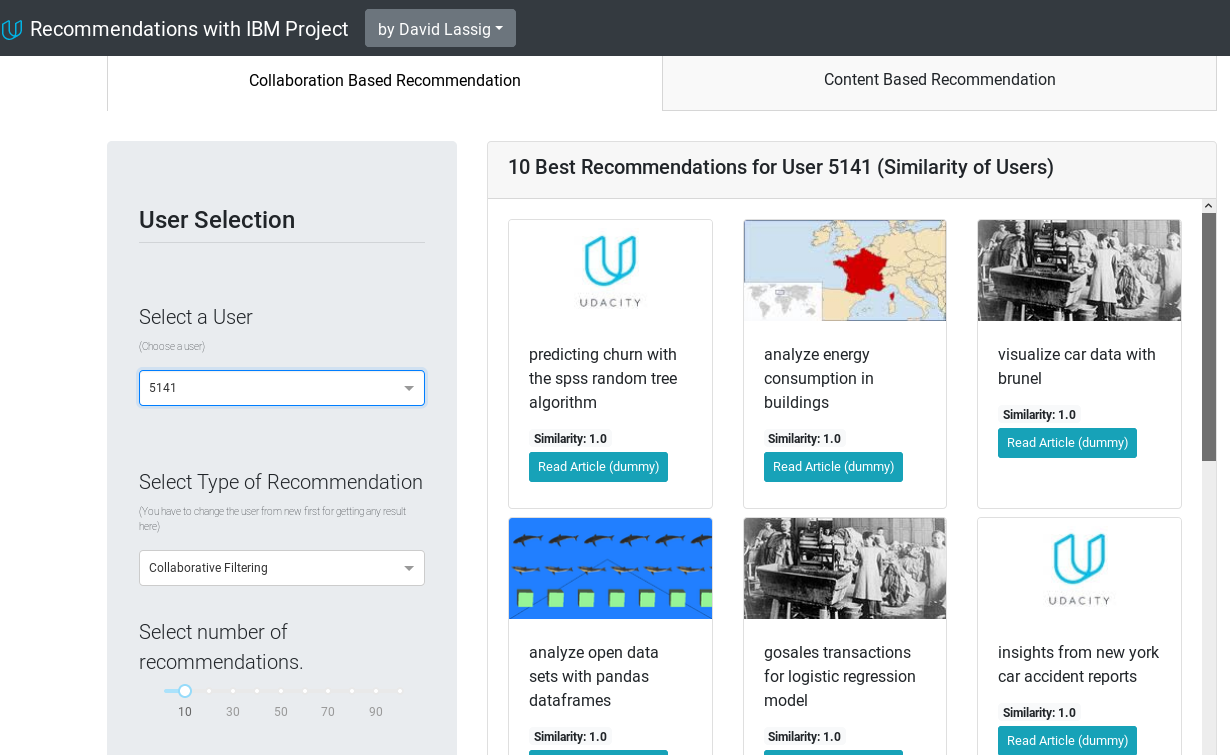 Recommendations with IBM Project
by David Lassig
Collaboration Based Recommendation
Content Based Recommendation
User Selection
Select a User
(Choose a user)
5141
Select Type of Recommendation
(You have to change the user from new first for getting any result
here)
Collaborative Filtering
Select number of
recommendations.
10 30 50 70 90
10 Best Recommendations for User 5141 (Similarity of Users)
UDACITY
predicting churn with
the spss random tree
algorithm
Similarity: 1.0
Read Article (dummy)
analyze energy
consumption in
buildings
Similarity: 1.0
Read Article (dummy)
visualize car data with
brunel
Similarity: 1.0
Read Article (dummy)
analyze open data
sets with pandas
dataframes
Similarity: 1.0
gosales transactions
for logistic regression
model
Similarity: 1.0
UDACITY
insights from new york
car accident reports
Similarity: 1.0
Read Article (dummy)